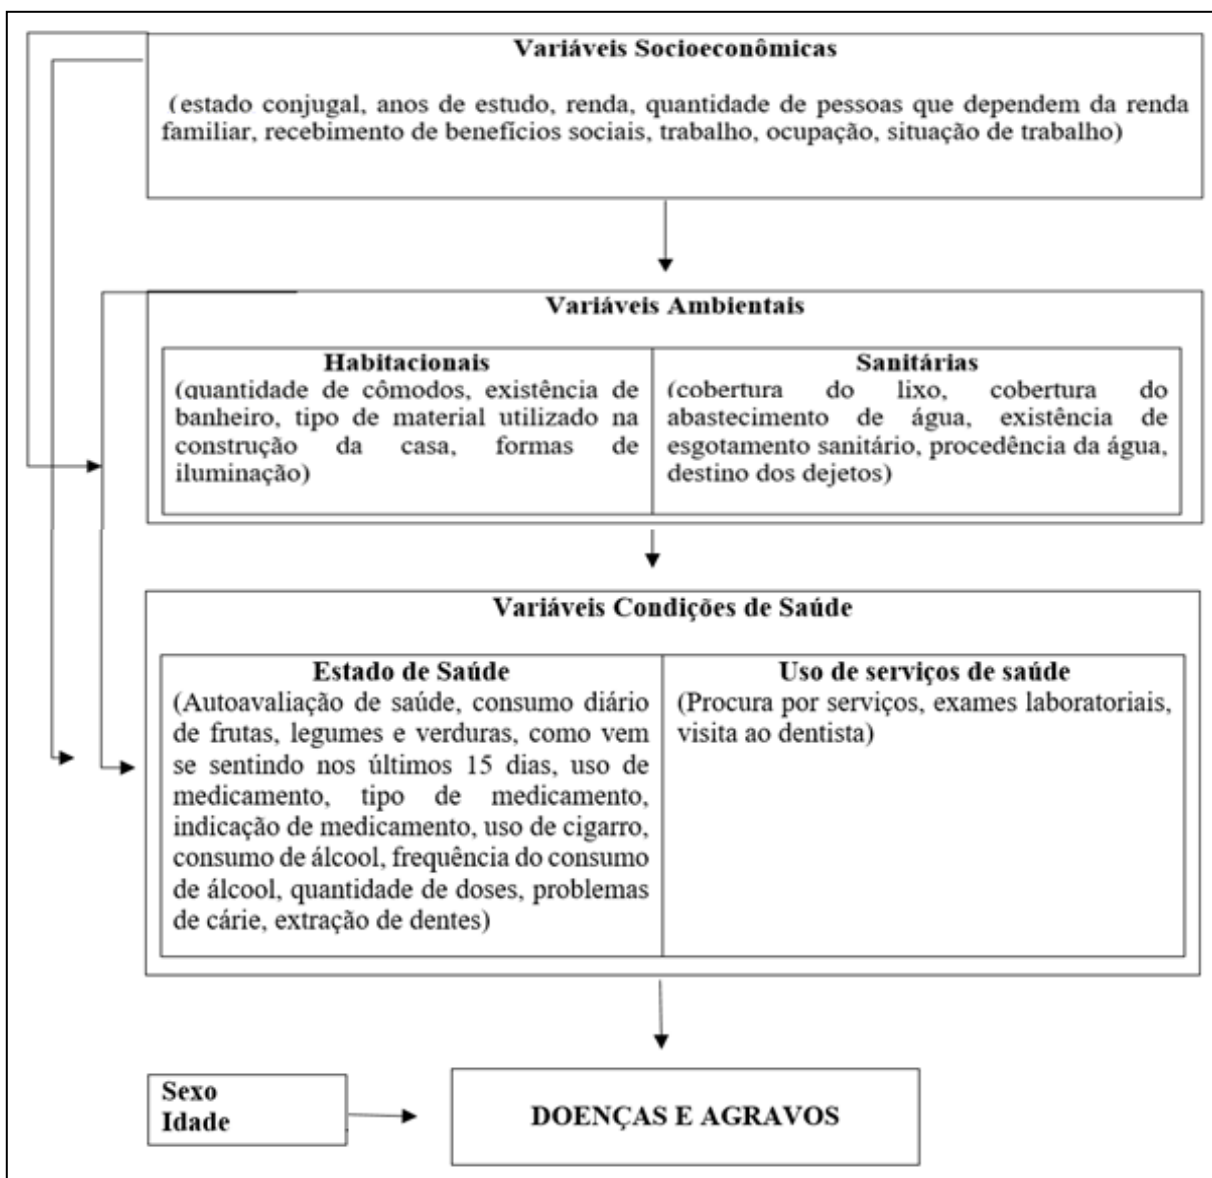 Variáveis Socioeconômicas
(estado conjugal, anos de estudo, renda, quantidade de pessoas que dependem da renda
familiar, recebimento de benefícios sociais, trabalho, ocupação, situação de trabalho)
Variáveis Ambientais
Habitacionais
(quantidade de cômodos, existência de
banheiro, tipo de material utilizado na
construção da casa, formas de
iluminação)
Sanitárias
(cobertura do lixo, cobertura do
abastecimento de água, existência de
esgotamento sanitário, procedência da água,
destino dos dejetos)
Variáveis Condições de Saúde
Estado de Saúde
(Autoavaliação de saúde, consumo diário
de frutas, legumes e verduras, como vem
se sentindo nos últimos 15 dias, uso de
medicamento, tipo de medicamento,
indicação de medicamento, uso de cigarro,
consumo de álcool, frequência do consumo
de álcool, quantidade de doses, problemas
de cárie, extração de dentes)
Uso de serviços de saúde
(Procura por serviços, exames laboratoriais,
visita ao dentista)
Sexo
Idade
DOENÇAS E AGRAVOS